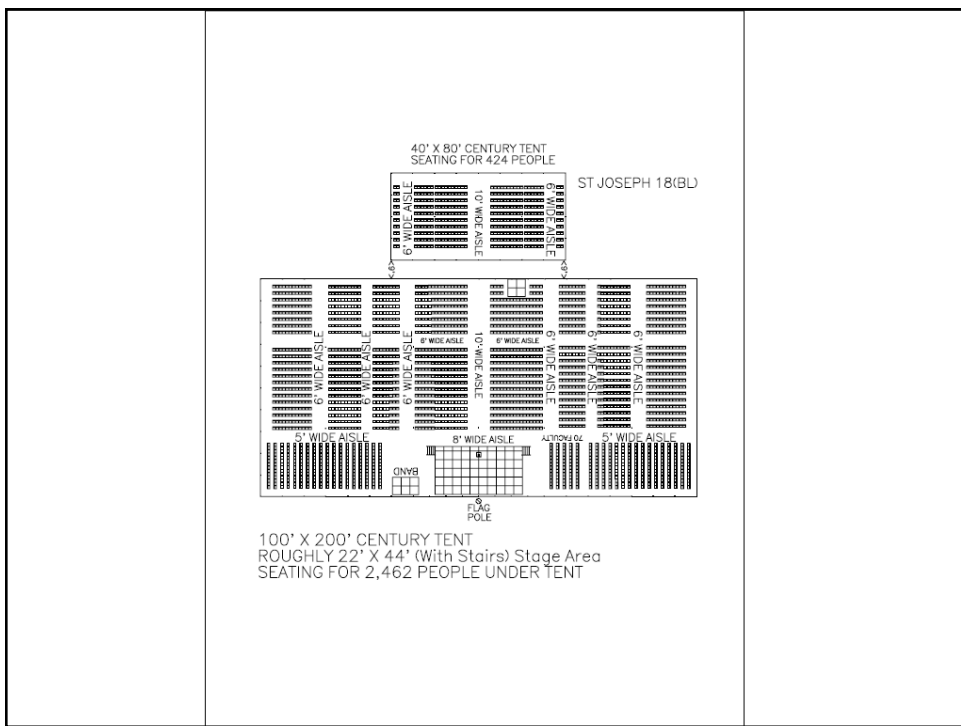 40' X 80' CENTURY TENT
SEATING FOR 424 PEOPLE
ST JOSEPH 18(BL)
6' WIDE AISLE
10' WIDE AISLE
6' WIDE AISLE
6'
6'
6' WIDE AISLE
6' WIDE AISLE
6' WIDE AISLE
6' WIDE AISLE
10' WIDE AISLE
6' WIDE AISLE
6' WIDE AISLE
6' WIDE AISLE
6' WIDE AISLE
5' WIDE AISLE
8' WIDE AISLE
70 FACULTY
5' WIDE AISLE
BAND
FLAG
POLE
100' X 200' CENTURY TENT
ROUGHLY 22' X 44' (With Stairs) Stage Area
SEATING FOR 2,462 PEOPLE UNDER TENT